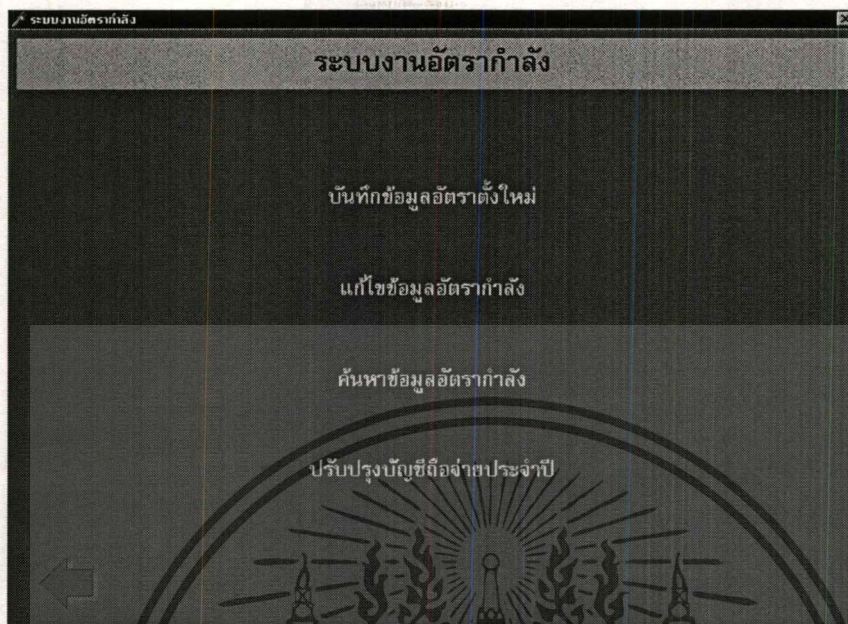 ระบบงานอัตรากำลัง
ระบบงานอัตรากำลัง
บันทึกข้อมูลอัตราตั้งใหม่
แก้ไขข้อมูลอัตรากำลัง
ค้นหาข้อมูลอัตรากำลัง
ปรับปรุงบัญชีถือจ่ายประจำปี